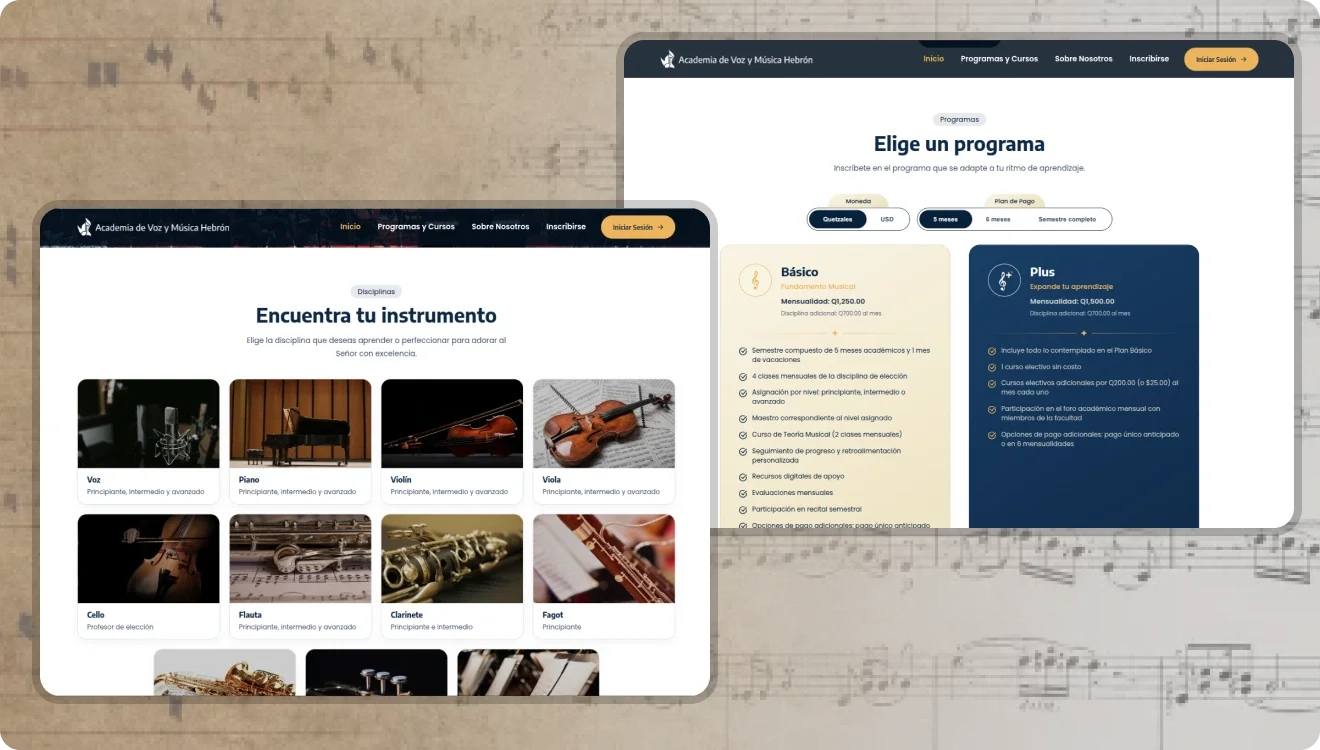 Academia de Voz y Música Hebrón
Inicio
Programas y Cursos
Sobre Nosotros
Inscribirse
Iniciar Sesión →
Programas
Elige un programa
Inscríbete en el programa que se adapte a tu ritmo de aprendizaje.
Moneda
Plan de Pago
Quetzales
USD
5 meses
6 meses
Semestre completo
Básico
Fundamento Musical
Mensualidad: Q1,250.00
Disciplina adicional: Q700.00 al mes
Semestre compuesto de 5 meses académicos y 1 mes
de vacaciones
4 clases mensuales de la disciplina de elección
Asignación por nivel: principiante, intermedio o
avanzado
Maestro correspondiente al nivel asignado
Curso de Teoría Musical (2 clases mensuales)
Seguimiento de progreso y retroalimentación
personalizada
Recursos digitales de apoyo
Evaluaciones mensuales
Participación en recital semestral
Opciones de pago adicionales: pago único anticipado
Plus
Expande tu aprendizaje
Mensualidad: Q1,500.00
Disciplina adicional: Q700.00 al mes
Incluye todo lo contemplado en el Plan Básico
1 curso electivo sin costo
Cursos electivos adicionales por Q200.00 (o $25.00) al
mes cada uno
Participación en el foro académico mensual con
miembros de la facultad
Opciones de pago adicionales: pago único anticipado
o en 6 mensualidades
Academia de Voz y Música Hebrón
Inicio
Programas y Cursos
Sobre Nosotros
Inscribirse
Iniciar Sesión →
Disciplinas
Encuentra tu instrumento
Elige la disciplina que deseas aprender o perfeccionar para adorar al
Señor con excelencia.
Voz
Principiante, intermedio y avanzado
Piano
Principiante, intermedio y avanzado
Violín
Principiante, intermedio y avanzado
Viola
Principiante, intermedio y avanzado
Cello
Profesor de elección
Flauta
Principiante, intermedio y avanzado
Clarinete
Principiante e intermedio
Fagot
Principiante